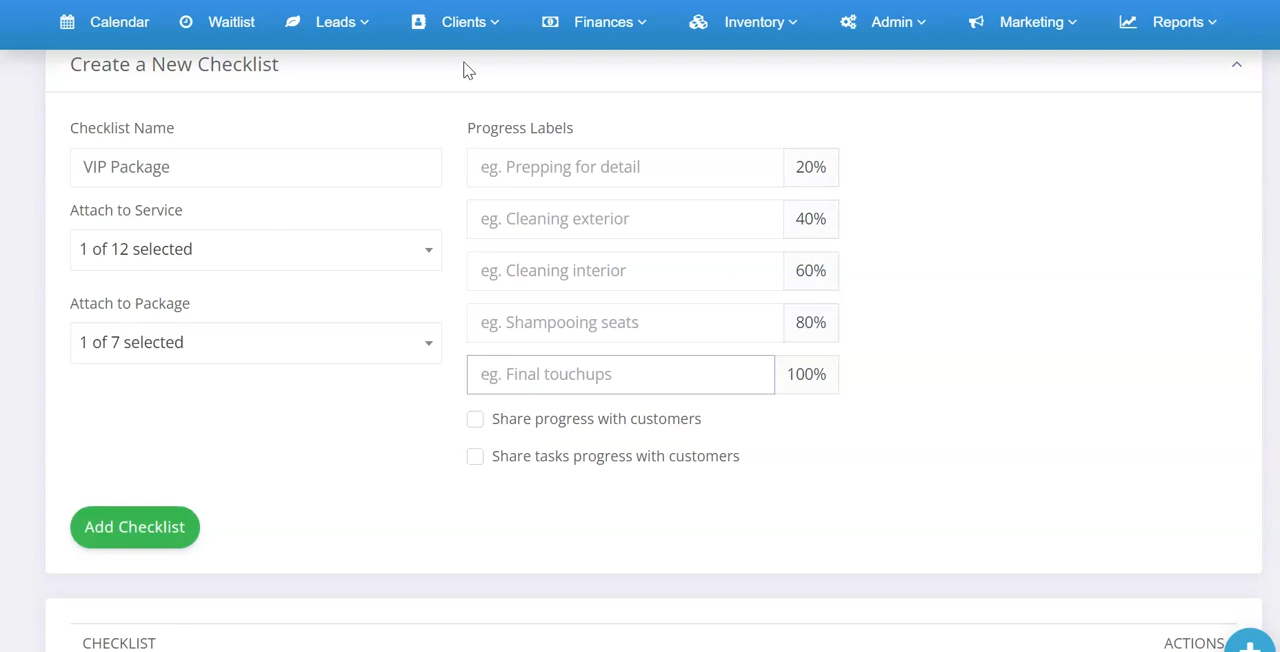 Calendar Waitlist Leads Clients Finances Inventory Admin Marketing Reports
Create a New Checklist
Checklist Name
VIP Package
Attach to Service
1 of 12 selected
Attach to Package
1 of 7 selected
Progress Labels
eg. Prepping for detail 20%
eg. Cleaning exterior 40%
eg. Cleaning interior 60%
eg. Shampooing seats 80%
eg. Final touchups 100%
Share progress with customers
Share tasks progress with customers
Add Checklist
CHECKLIST ACTIONS